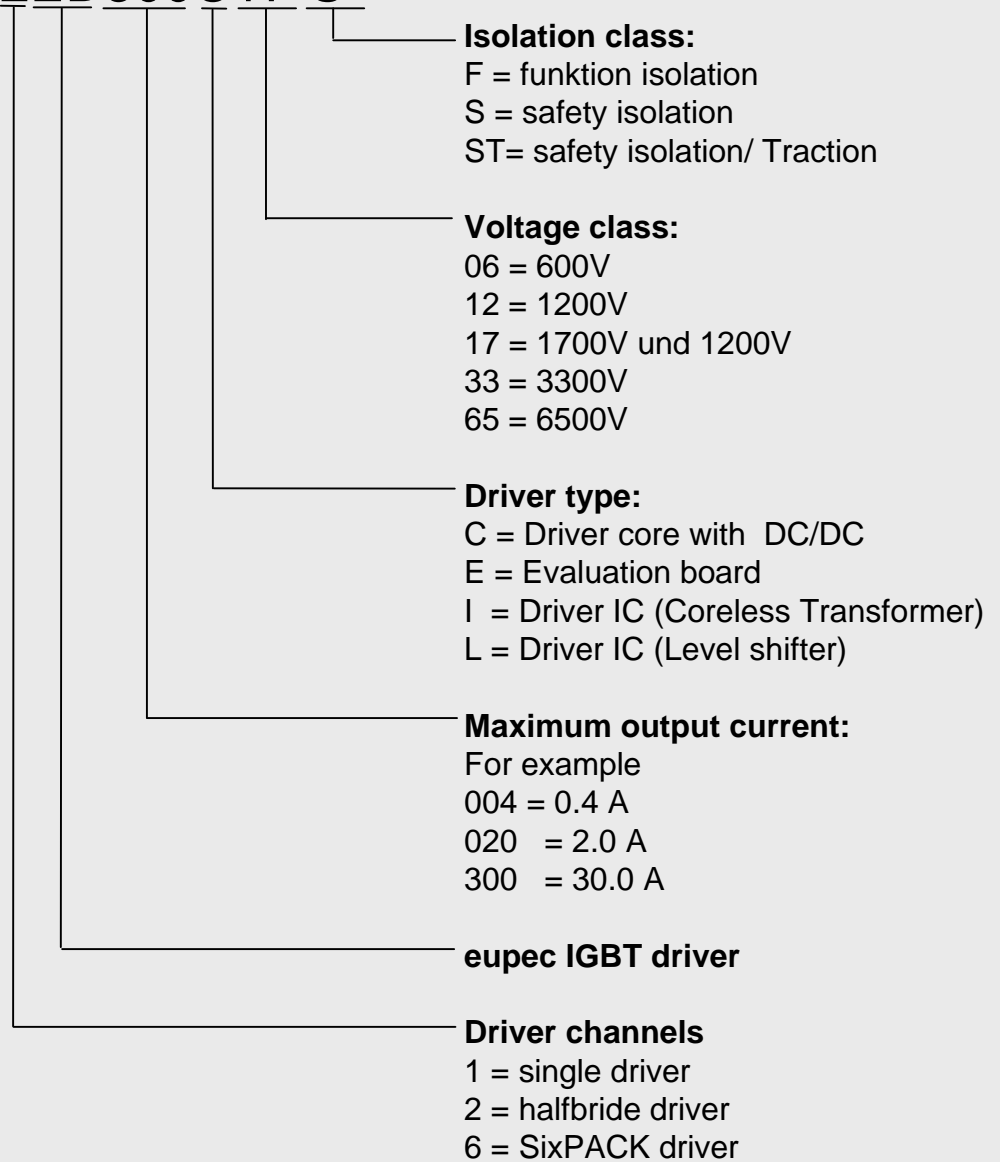 Isolation class:
F = funktion isolation
S = safety isolation
ST= safety isolation/ Traction
Voltage class:
06 = 600V
12 = 1200V
17 = 1700V und 1200V
33 = 3300V
65 = 6500V
Driver type:
C = Driver core with DC/DC
E = Evaluation board
I = Driver IC (Coreless Transformer)
L = Driver IC (Level shifter)
Maximum output current:
For example
004 = 0.4 A
020 = 2.0 A
300 = 30.0 A
eupec IGBT driver
Driver channels
1 = single driver
2 = halfbride driver
6 = SixPACK driver